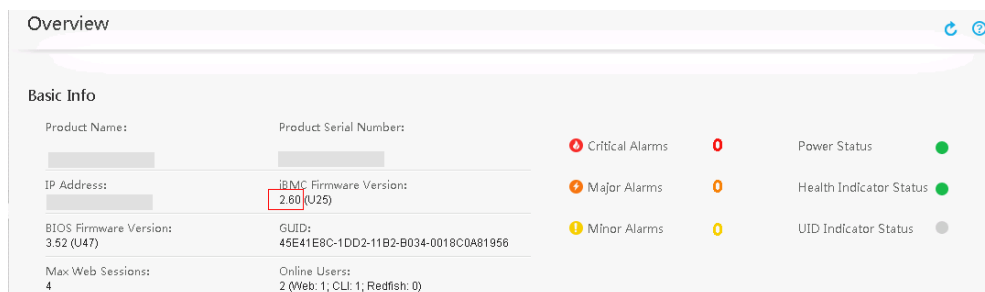 Overview
Basic Info
Product Name:
Product Serial Number:
IP Address:
iBMC Firmware Version:
2.60 (U25)
BIOS Firmware Version:
3.52 (U47)
GUID:
45E41E8C-1DD2-11B2-B034-0018C0A81956
Max Web Sessions:
4
Online Users:
2 (Web: 1; CLI: 1; Redfish: 0)
Critical Alarms 0
Major Alarms 0
Minor Alarms 0
Power Status
Health Indicator Status
UID Indicator Status